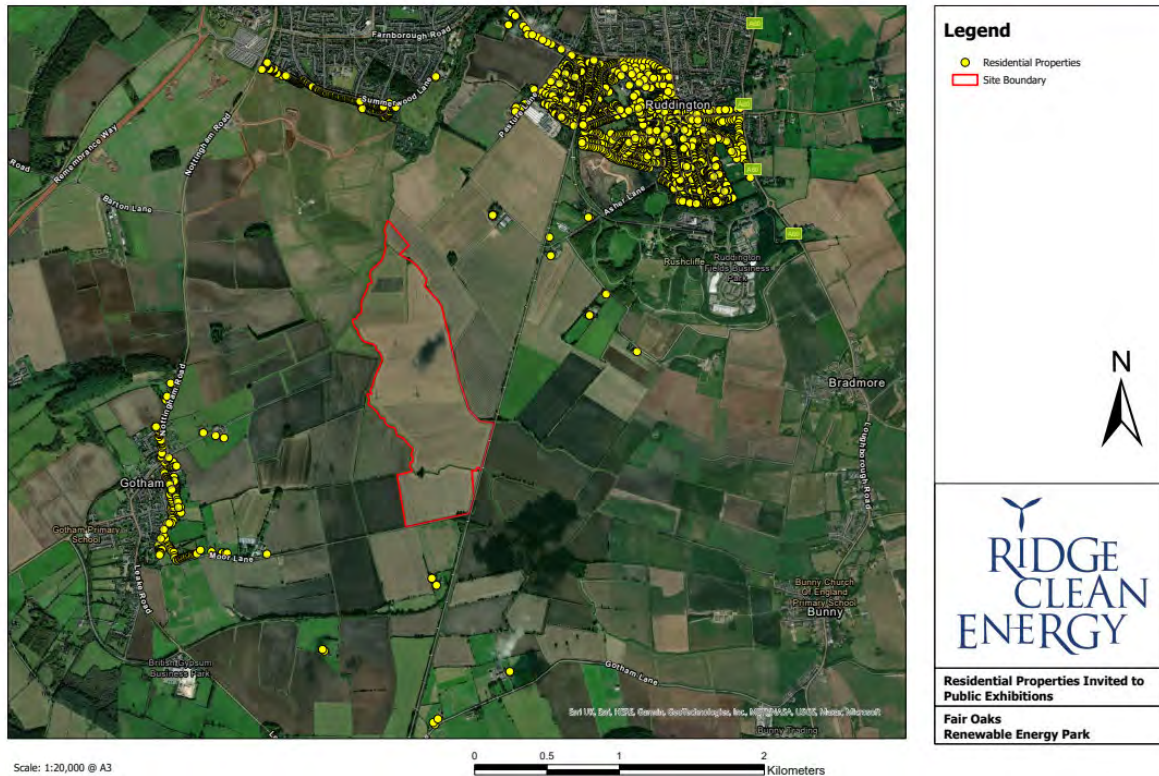 Farnborough Road
Summerwood Lane
Remembrance Way
Road
Nottingham Road
Barton Lane
Pasture Lane
Ruddington
A60
Asher Lane
A60
Rushcliffe
Ruddington
Fields Business
Park
Bradmore
Loughborough Road
Nottingham Road
Gotham
Gotham Primary
School
Moor Lane
Leake Road
British Gypsum
Business Park
Bunny Church
Of England
Primary School
Bunny
Gotham Lane
Bunny Trading
Legend
Residential Properties
Site Boundary
N
RIDGE
CLEAN
ENERGY
Residential Properties Invited to
Public Exhibitions
Fair Oaks
Renewable Energy Park
Scale: 1:20,000 @ A3
0 0.5 1 2
Kilometers